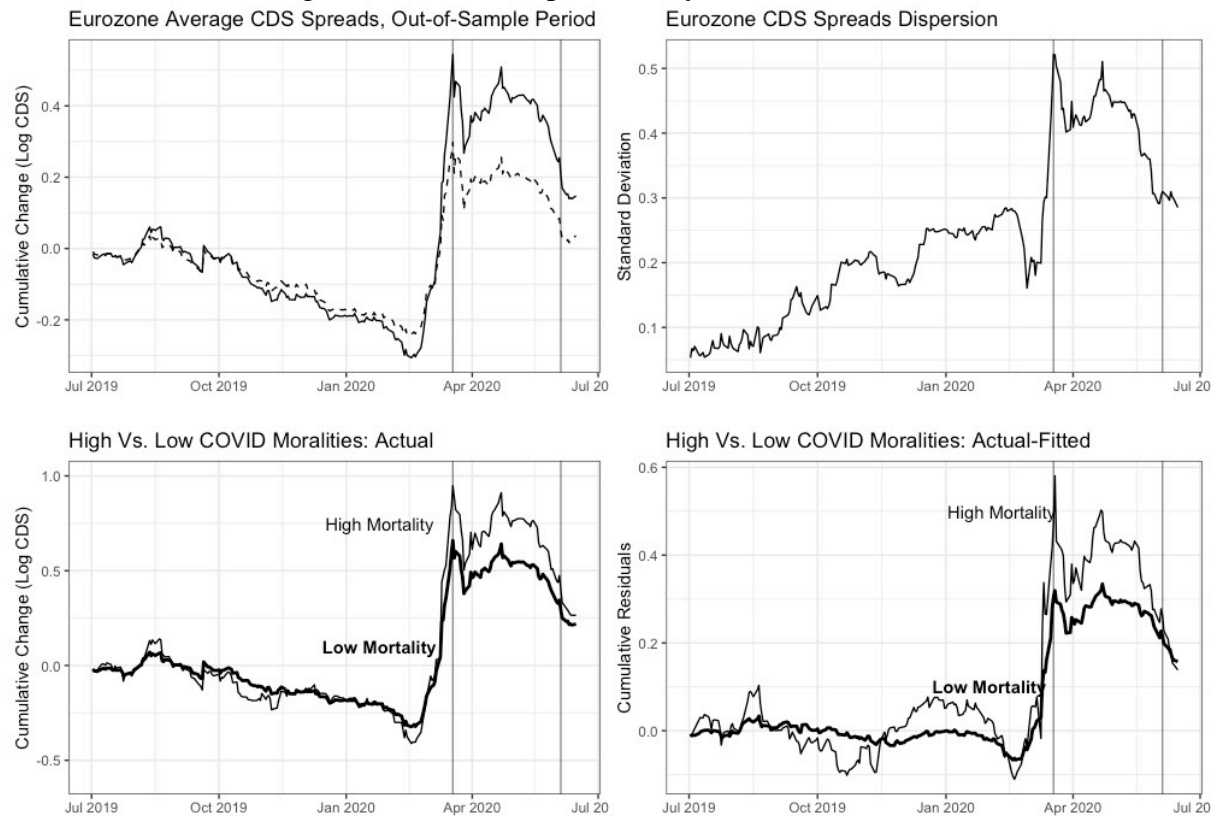 Eurozone Average CDS Spreads, Out-of-Sample Period
Cumulative Change (Log CDS)
0.4
0.2
0.0
-0.2
Jul 2019 Oct 2019 Jan 2020 Apr 2020 Jul 20
Eurozone CDS Spreads Dispersion
Standard Deviation
0.5
0.4
0.3
0.2
0.1
Jul 2019 Oct 2019 Jan 2020 Apr 2020 Jul 20
High Vs. Low COVID Moralities: Actual
Cumulative Change (Log CDS)
1.0
0.5
0.0
-0.5
High Mortality
Low Mortality
Jul 2019 Oct 2019 Jan 2020 Apr 2020 Jul 20
High Vs. Low COVID Moralities: Actual-Fitted
Cumulative Residuals
0.6
0.4
0.2
0.0
High Mortality
Low Mortality
Jul 2019 Oct 2019 Jan 2020 Apr 2020 Jul 20